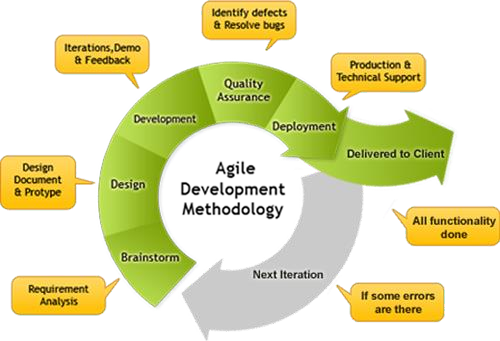 Identify defects
& Resolve bugs
Iterations,Demo
& Feedback
Production &
Technical Support
Quality
Assurance
Development
Deployment
Delivered to Client
Design
Document
& Protype
Design
Agile
Development
Methodology
All functionality
done
Brainstorm
Next Iteration
Requirement
Analysis
If some errors
are there